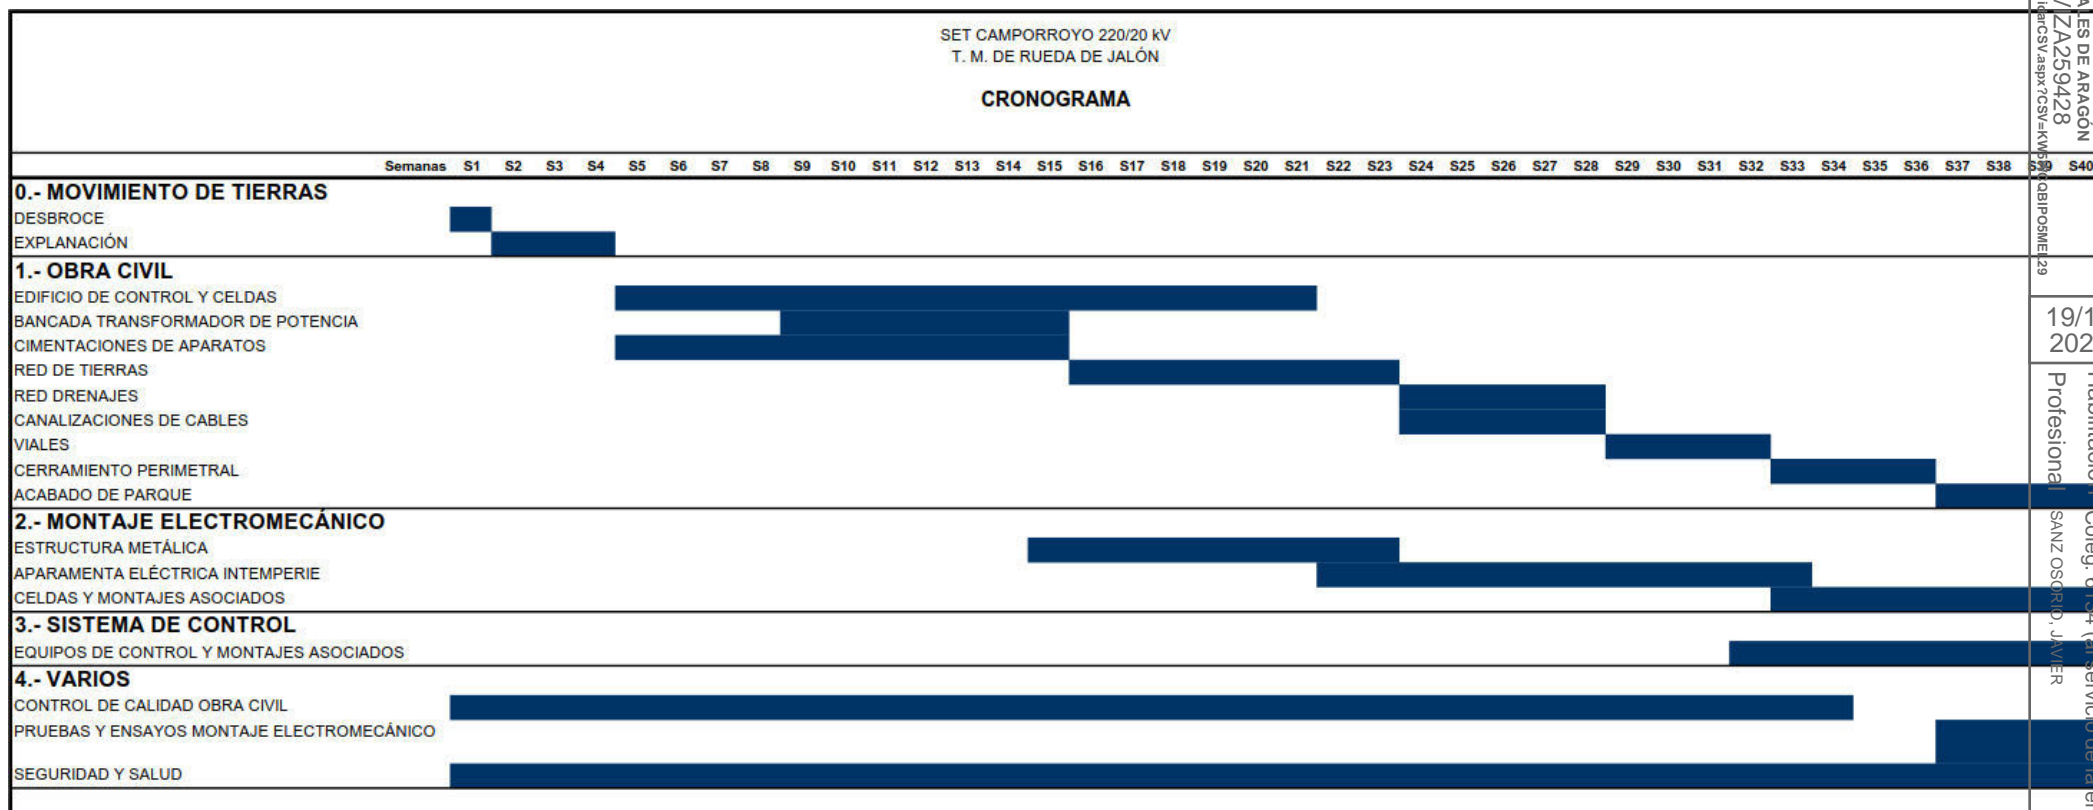 SET CAMPORROYO 220/20 kV
T. M. DE RUEDA DE JALÓN
CRONOGRAMA
Semanas S1 S2 S3 S4 S5 S6 S7 S8 S9 S10 S11 S12 S13 S14 S15 S16 S17 S18 S19 S20 S21 S22 S23 S24 S25 S26 S27 S28 S29 S30 S31 S32 S33 S34 S35 S36 S37 S38 S39 S40
0.- MOVIMIENTO DE TIERRAS
DESBROCE
EXPLANACIÓN
1.- OBRA CIVIL
EDIFICIO DE CONTROL Y CELDAS
BANCADA TRANSFORMADOR DE POTENCIA
CIMENTACIONES DE APARATOS
RED DE TIERRAS
RED DRENAJES
CANALIZACIONES DE CABLES
VIALES
CERRAMIENTO PERIMETRAL
ACABADO DE PARQUE
2.- MONTAJE ELECTROMECÁNICO
ESTRUCTURA METÁLICA
APARAMENTA ELÉCTRICA INTEMPERIE
CELDAS Y MONTAJES ASOCIADOS
3.- SISTEMA DE CONTROL
EQUIPOS DE CONTROL Y MONTAJES ASOCIADOS
4.- VARIOS
CONTROL DE CALIDAD OBRA CIVIL
PRUEBAS Y ENSAYOS MONTAJE ELECTROMECÁNICO
SEGURIDAD Y SALUD
DE ARAGÓN
VIZA259428
19/1
202
Profesional
SANZ OSORIO, JAVIER